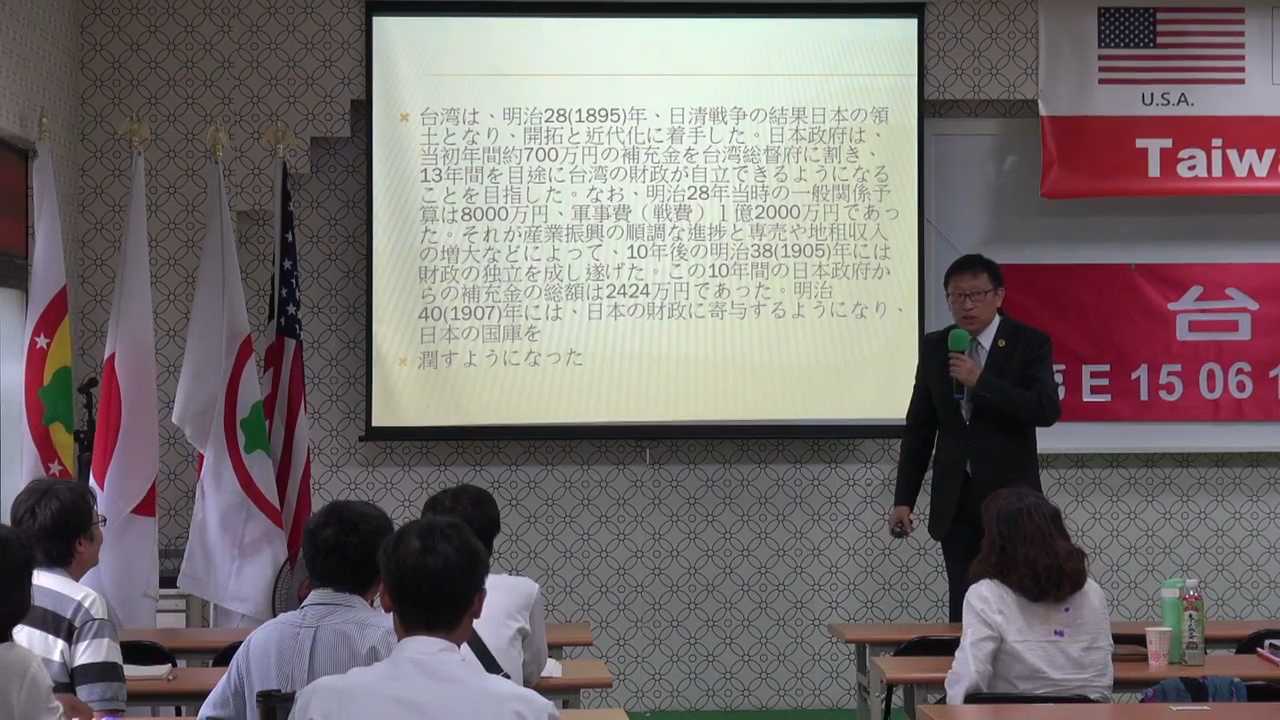 台湾は、明治28(1895)年、日清戦争の結果日本の領
土となり、開拓と近代化に着手した。日本政府は、
当初年間約700万円の補充金を台湾総督府に割き、
13年間を目途に台湾の財政が自立できるようになる
ことを目指した。なお、明治28年当時の一般関係予
算は8000万円、軍事費（戦費）１億2000万円であっ
た。それが産業振興の順調な進捗と専売や地租収入
の増大などによって、10年後の明治38(1905)年には
財政の独立を成し遂げた。この10年間の日本政府か
らの補充金の総額は2424万円であった。明治
40(1907)年には、日本の財政に寄与するようになり、
日本の国庫を
潤すようになった
U.S.A.
Taiwa
台
E 15 06 1